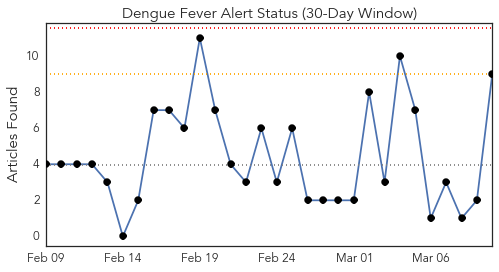 Dengue Fever Alert Status (30-Day Window)
Articles Found
10
8
6
4
2
0
Feb 09 Feb 14 Feb 19 Feb 24 Mar 01 Mar 06